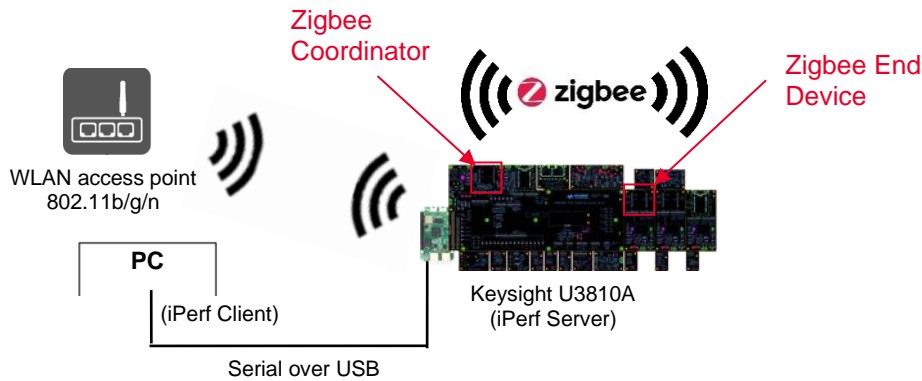 Zigbee
Coordinator
zigbee
Zigbee End
Device
WLAN access point
802.11b/g/n
PC
(iPerf Client)
Keysight U3810A
(iPerf Server)
Serial over USB